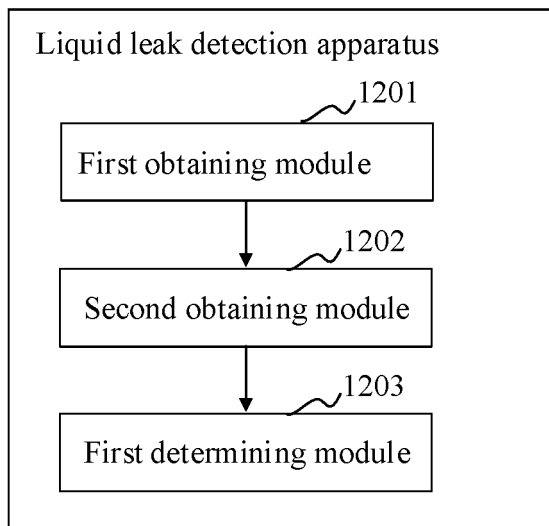 Liquid leak detection apparatus
1201
First obtaining module
1202
Second obtaining module
1203
First determining module